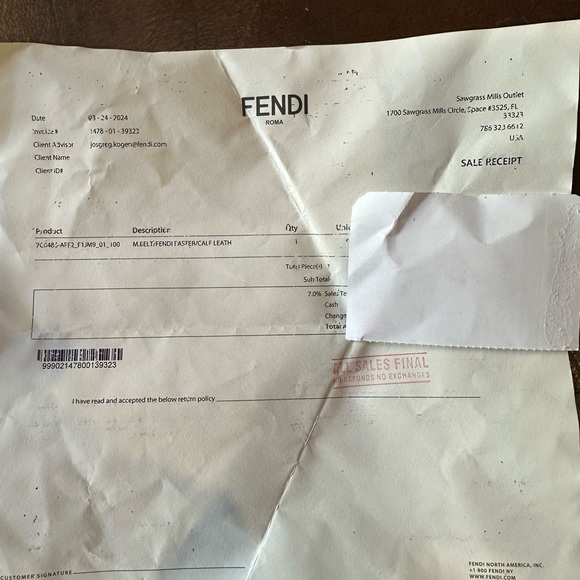 FENDI
ROMA
Date 03-24-2024
Invoice # 1478-01-39323
Client Advisor josgreg.kogen@fendi.com
Client Name
Client ID#
Sawgrass Mills Outlet
1700 Sawgrass Mills Circle, Space #3525, FL
33323
786 323 6612
USA
SALE RECEIPT
Product Description Qty
M.BELT/FENDI FASTER/CALF LEATH 1
Total Piece(s) 1
Sub Total
7.0% Sales
Cash
Change
Total
99902147800139323
ALL SALES FINAL
NO REFUNDS NO EXCHANGES
I have read and accepted the below return policy
CUSTOMER SIGNATURE
FENDI NORTH AMERICA, INC.
+1 800 FENDI NY
WWW.FENDI.COM